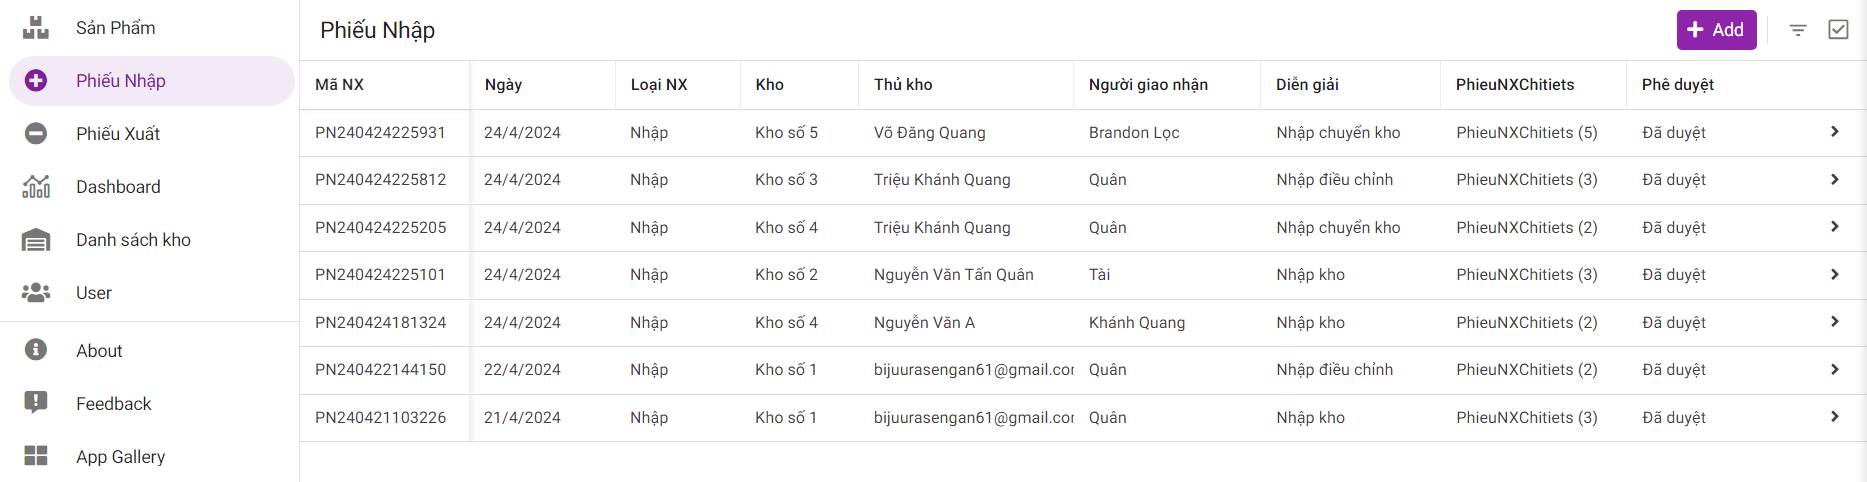 Sản Phẩm
Phiếu Nhập
Phiếu Xuất
Dashboard
Danh sách kho
User
About
Feedback
App Gallery
Phiếu Nhập
Add
Mã NX Ngày Loại NX Kho Thủ kho Người giao nhận Diễn giải PhieuNXChitiets Phê duyệt
PN240424225931 24/4/2024 Nhập Kho số 5 Võ Đăng Quang Brandon Lọc Nhập chuyển kho PhieuNXChitiets (5) Đã duyệt
PN240424225812 24/4/2024 Nhập Kho số 3 Triệu Khánh Quang Quân Nhập điều chỉnh PhieuNXChitiets (3) Đã duyệt
PN240424225205 24/4/2024 Nhập Kho số 4 Triệu Khánh Quang Quân Nhập chuyển kho PhieuNXChitiets (2) Đã duyệt
PN240424225101 24/4/2024 Nhập Kho số 2 Nguyễn Văn Tấn Quân Tài Nhập kho PhieuNXChitiets (3) Đã duyệt
PN240424181324 24/4/2024 Nhập Kho số 4 Nguyễn Văn A Khánh Quang Nhập kho PhieuNXChitiets (2) Đã duyệt
PN240422144150 22/4/2024 Nhập Kho số 1 bijuurasengan61@gmail.com Quân Nhập điều chỉnh PhieuNXChitiets (2) Đã duyệt
PN240421103226 21/4/2024 Nhập Kho số 1 bijuurasengan61@gmail.com Quân Nhập kho PhieuNXChitiets (3) Đã duyệt